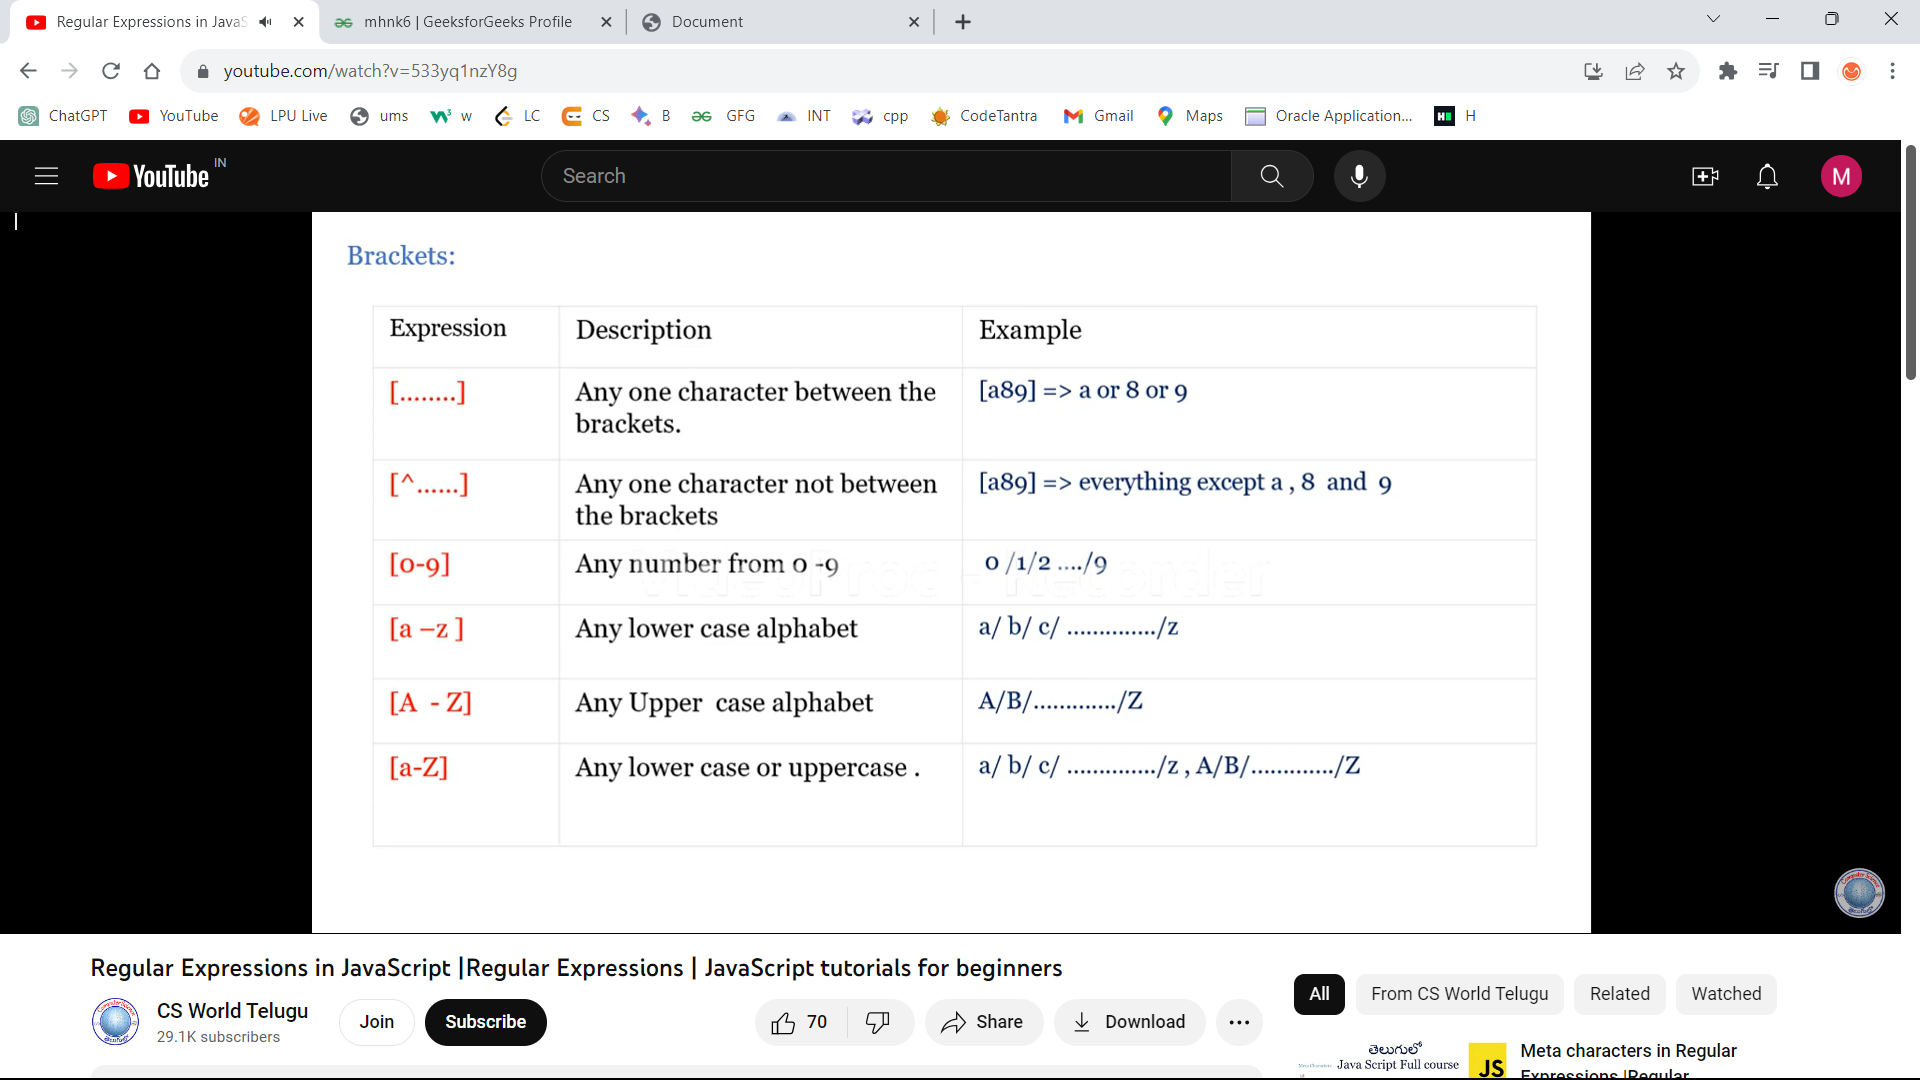 Regular Expressions in JavaS
mhnk6 | GeeksforGeeks Profile
Document
youtube.com/watch?v=533yq1nzY8g
ChatGPT YouTube LPU Live ums w LC CS B GFG INT cpp CodeTantra Gmail Maps Oracle Application... H
YouTube IN
Search
M
Brackets:
Expression Description Example
[........] Any one character between the [a89] => a or 8 or 9
brackets.
[^......] Any one character not between [a89] => everything except a , 8 and 9
the brackets
[0-9] Any number from 0 -9 0 /1/2 ..../9
[a –z ] Any lower case alphabet a/ b/ c/ ............../z
[A - Z] Any Upper case alphabet A/B/............./Z
[a-Z] Any lower case or uppercase . a/ b/ c/ ............../z , A/B/............./Z
Regular Expressions in JavaScript |Regular Expressions | JavaScript tutorials for beginners
CS World Telugu
29.1K subscribers
Join
Subscribe
70
Share
Download
All From CS World Telugu Related Watched
తెలుగులో
Java Script Full course
JS
Meta characters in Regular
Expressions |Regular